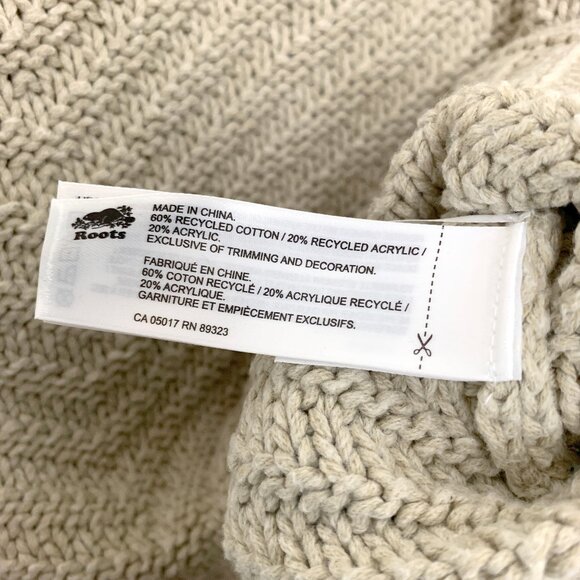 Roots
MADE IN CHINA.
60% RECYCLED COTTON / 20% RECYCLED ACRYLIC /
20% ACRYLIC.
EXCLUSIVE OF TRIMMING AND DECORATION.
FABRIQUÉ EN CHINE.
60% COTON RECYCLÉ / 20% ACRYLIQUE RECYCLÉ /
20% ACRYLIQUE.
GARNITURE ET EMPIÈCEMENT EXCLUSIFS.
CA 05017 RN 89323